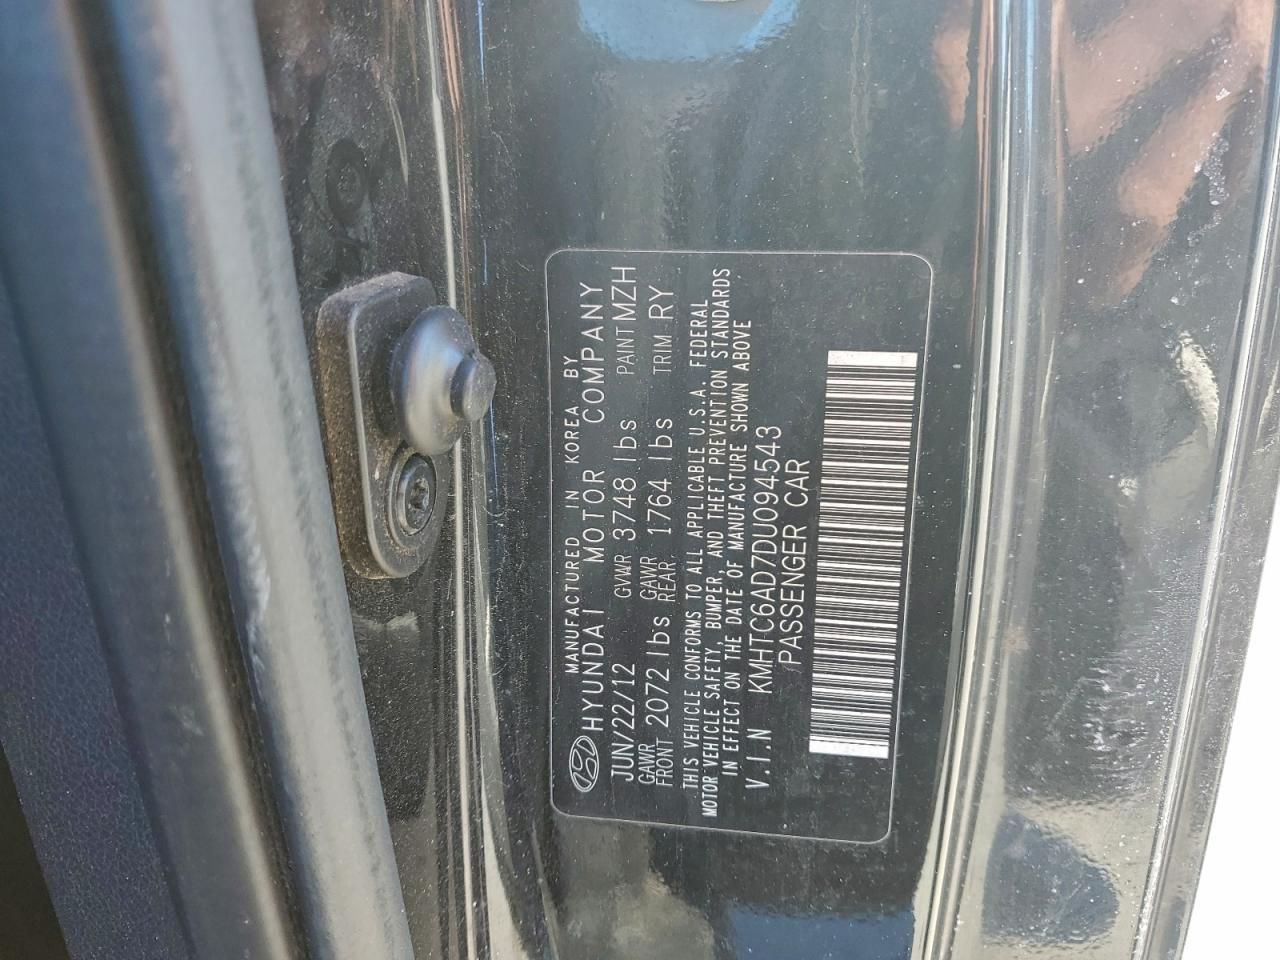 MANUFACTURED IN KOREA BY
HYUNDAI MOTOR COMPANY
JUN/22/12 GVWR 3748 lbs PAINT MZH
GAWR FRONT 2072 lbs GAWR REAR 1764 lbs TRIM RY
THIS VEHICLE CONFORMS TO ALL APPLICABLE U.S.A. FEDERAL
MOTOR VEHICLE SAFETY, BUMPER, AND THEFT PREVENTION STANDARDS
IN EFFECT ON THE DATE OF MANUFACTURE SHOWN ABOVE
V.I.N KMHTC6AD7DU094543
PASSENGER CAR